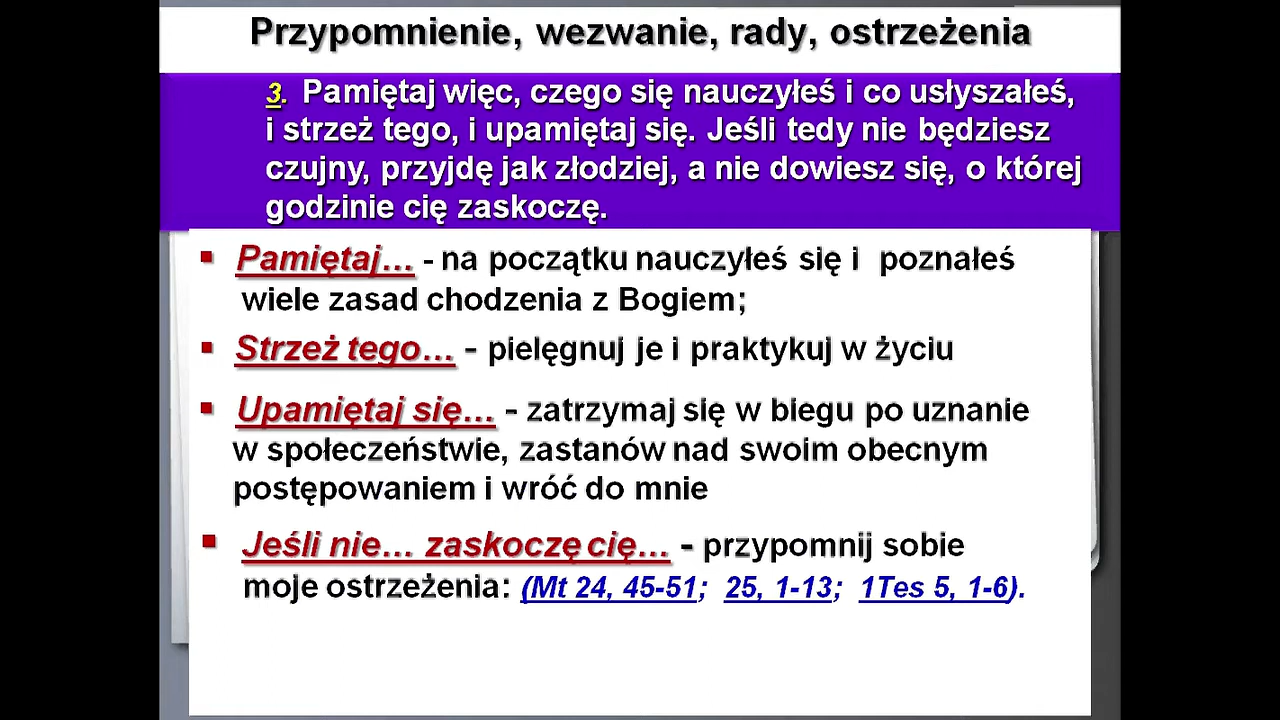 Przypomnienie, wezwanie, rady, ostrzeżenia
3. Pamiętaj więc, czego się nauczyłeś i co usłyszałeś,
i strzeż tego, i upamiętaj się. Jeśli tedy nie będziesz
czujny, przyjdę jak złodziej, a nie dowiesz się, o której
godzinie cię zaskoczę.
▪ Pamiętaj... - na początku nauczyłeś się i poznałeś
wiele zasad chodzenia z Bogiem;
▪ Strzeż tego... - pielęgnuj je i praktykuj w życiu
▪ Upamiętaj się... - zatrzymaj się w biegu po uznanie
w społeczeństwie, zastanów nad swoim obecnym
postępowaniem i wróć do mnie
▪ Jeśli nie... zaskoczę cię... - przypomnij sobie
moje ostrzeżenia: (Mt 24, 45-51; 25, 1-13; 1Tes 5, 1-6).